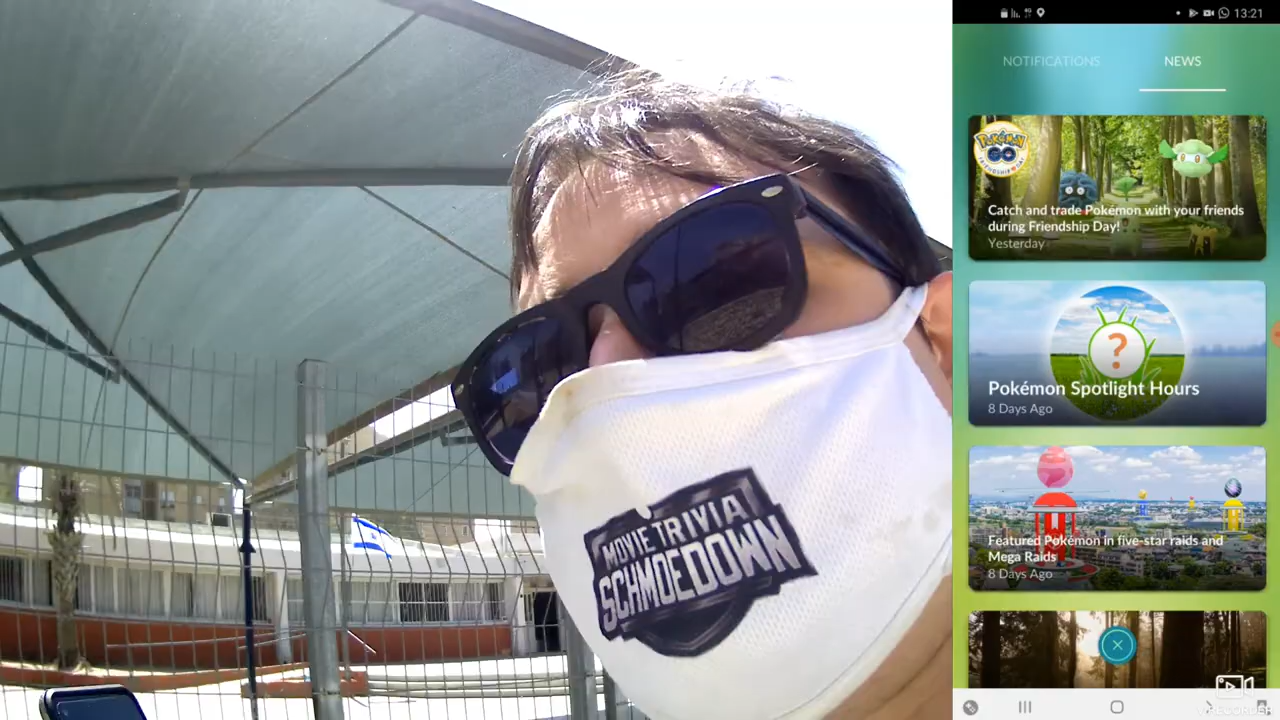 MOVIE TRIVIA
SCHMOEDOWN
13:21
NOTIFICATIONS
NEWS
Pokémon
GO
FRIENDSHIP DAY
Catch and trade Pokémon with your friends
during Friendship Day!
Yesterday
?
Pokémon Spotlight Hours
8 Days Ago
Featured Pokémon in five-star raids and
Mega Raids
8 Days Ago